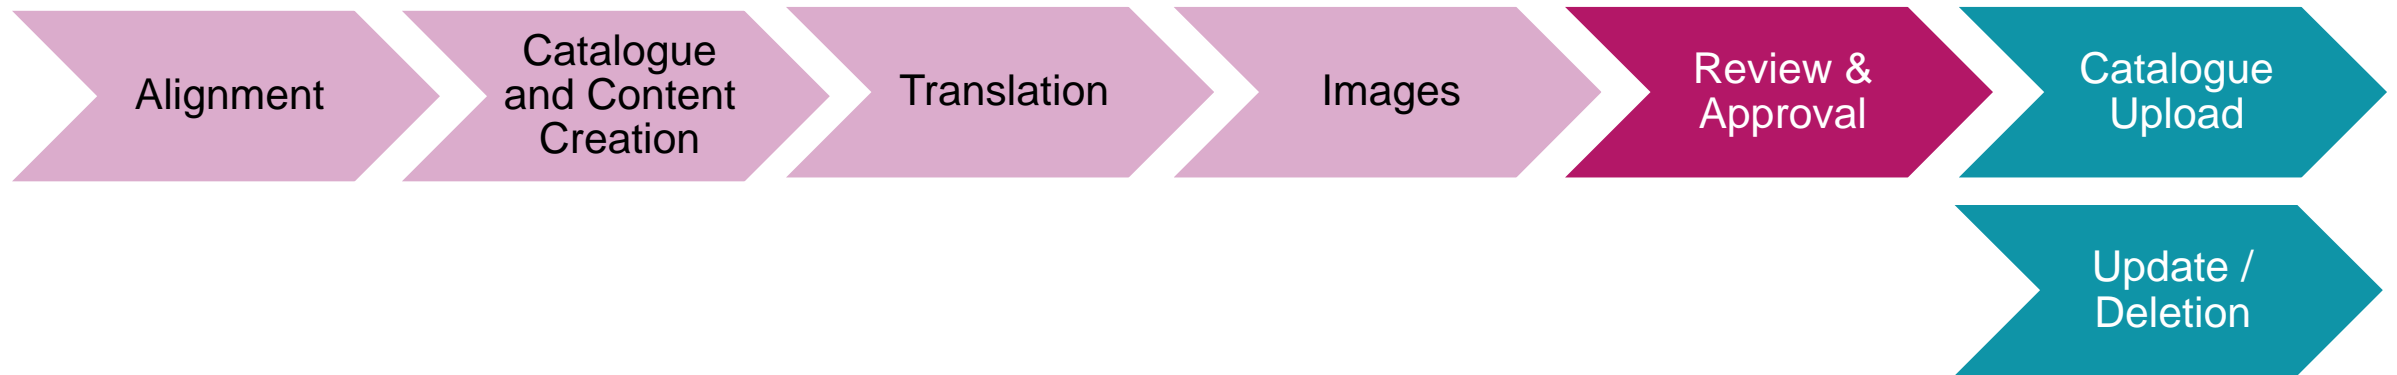 Alignment
Catalogue
and Content
Creation
Translation
Images
Review &
Approval
Catalogue
Upload
Update /
Deletion